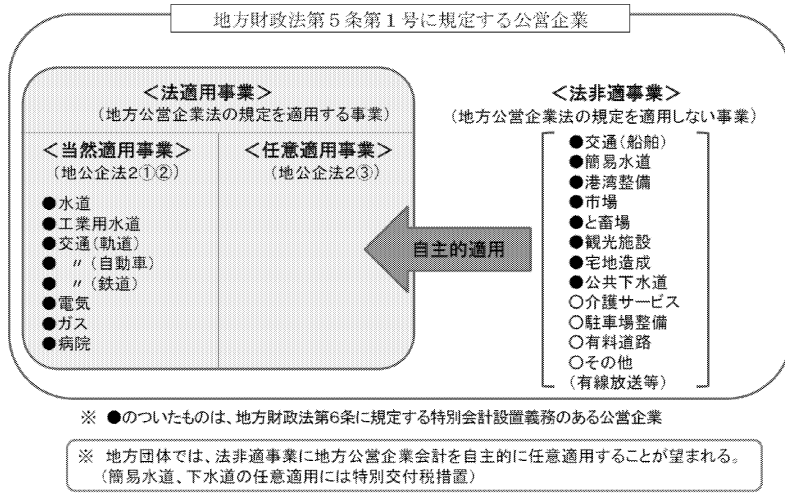 地方財政法第5条第1号に規定する公営企業
＜法適用事業＞
（地方公営企業法の規定を適用する事業）
＜当然適用事業＞
（地公企法2①②）
●水道
●工業用水道
●交通（軌道）
●　〃（自動車）
●　〃（鉄道）
●電気
●ガス
●病院
＜任意適用事業＞
（地公企法2③）
自主的適用
＜法非適事業＞
（地方公営企業法の規定を適用しない事業）
●交通（船舶）
●簡易水道
●港湾整備
●市場
●と畜場
●観光施設
●宅地造成
●公共下水道
○介護サービス
○駐車場整備
○有料道路
○その他
（有線放送等）
※ ●のついたものは、地方財政法第6条に規定する特別会計設置義務のある公営企業
※ 地方団体では、法非適事業に地方公営企業会計を自主的に任意適用することが望まれる。
（簡易水道、下水道の任意適用には特別交付税措置）